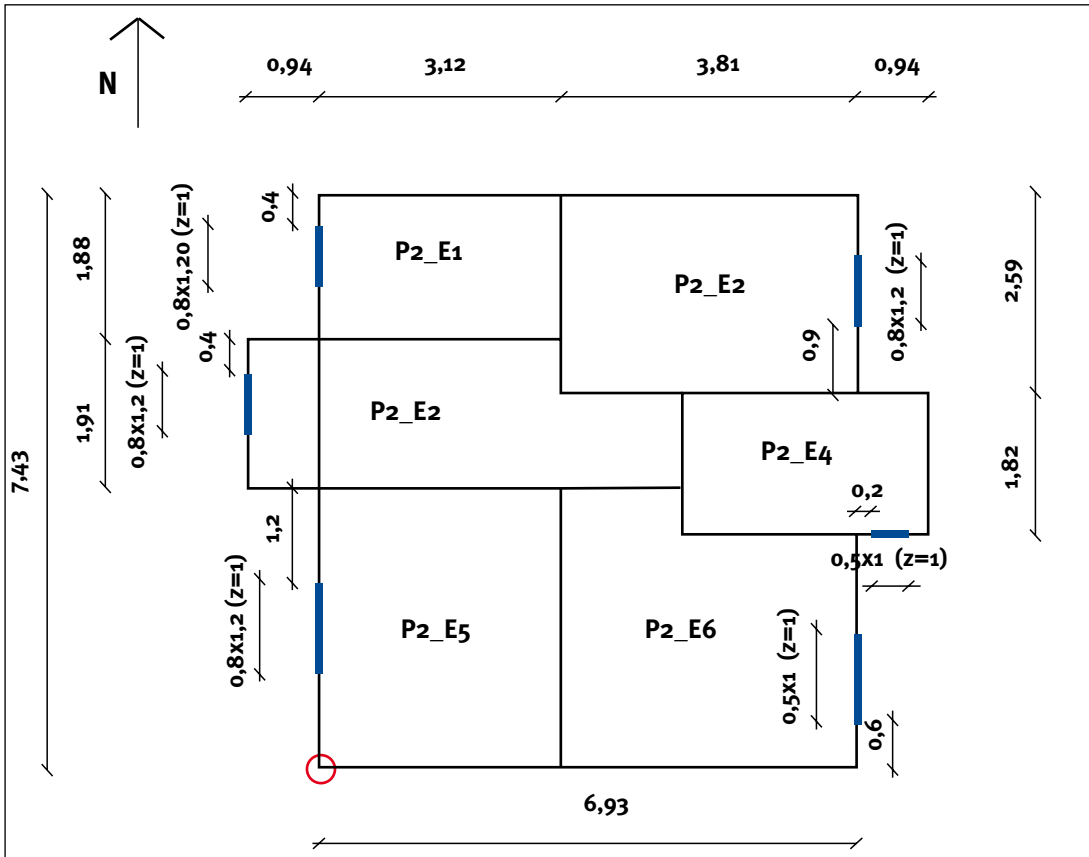 N
0,94
3,12
3,81
0,94
7,43
1,88
1,91
0,8x1,20 (z=1)
0,4
P2_E1
P2_E2
0,9
0,8x1,2 (z=1)
2,59
0,8x1,2 (z=1)
0,4
P2_E2
P2_E4
0,2
0,5x1 (z=1)
1,82
1,2
0,8x1,2 (z=1)
P2_E5
P2_E6
0,5x1 (z=1)
0,6
6,93